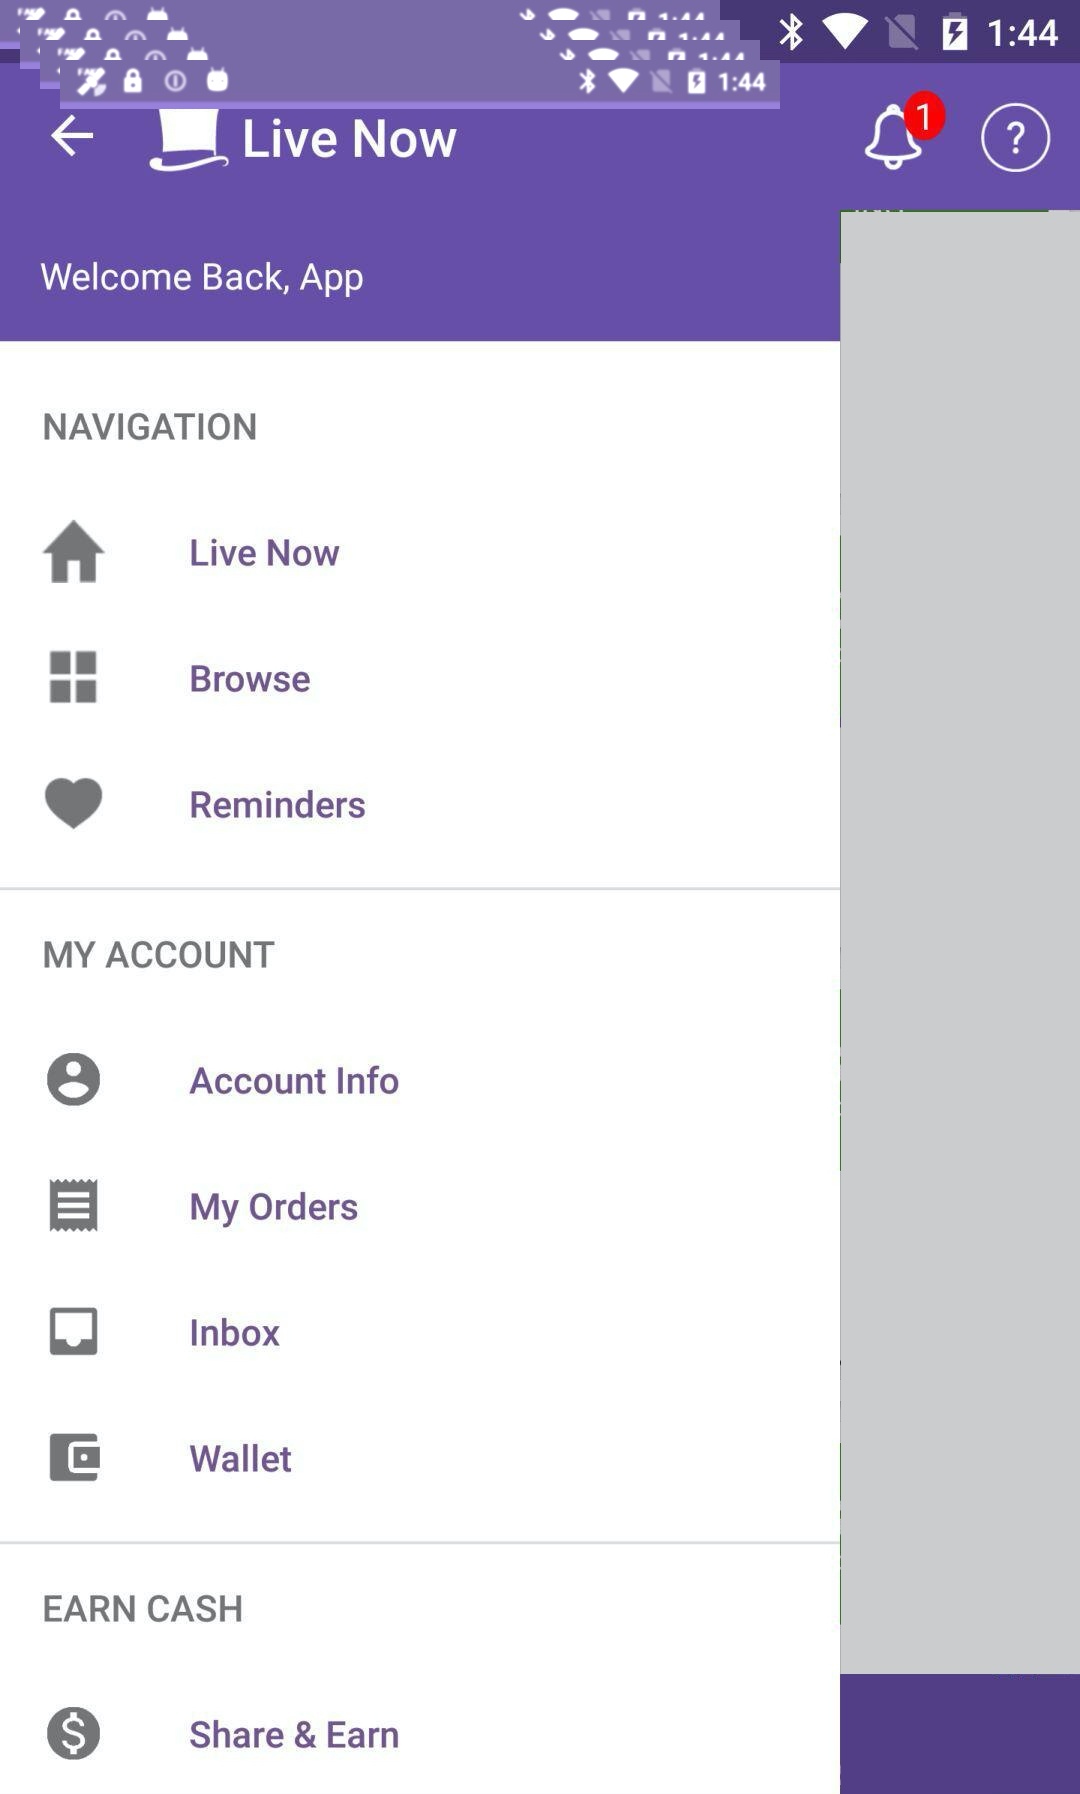 1:44
1:44
Live Now
1
?
Welcome Back, App
NAVIGATION
Live Now
Browse
Reminders
MY ACCOUNT
Account Info
My Orders
Inbox
Wallet
EARN CASH
$ Share & Earn